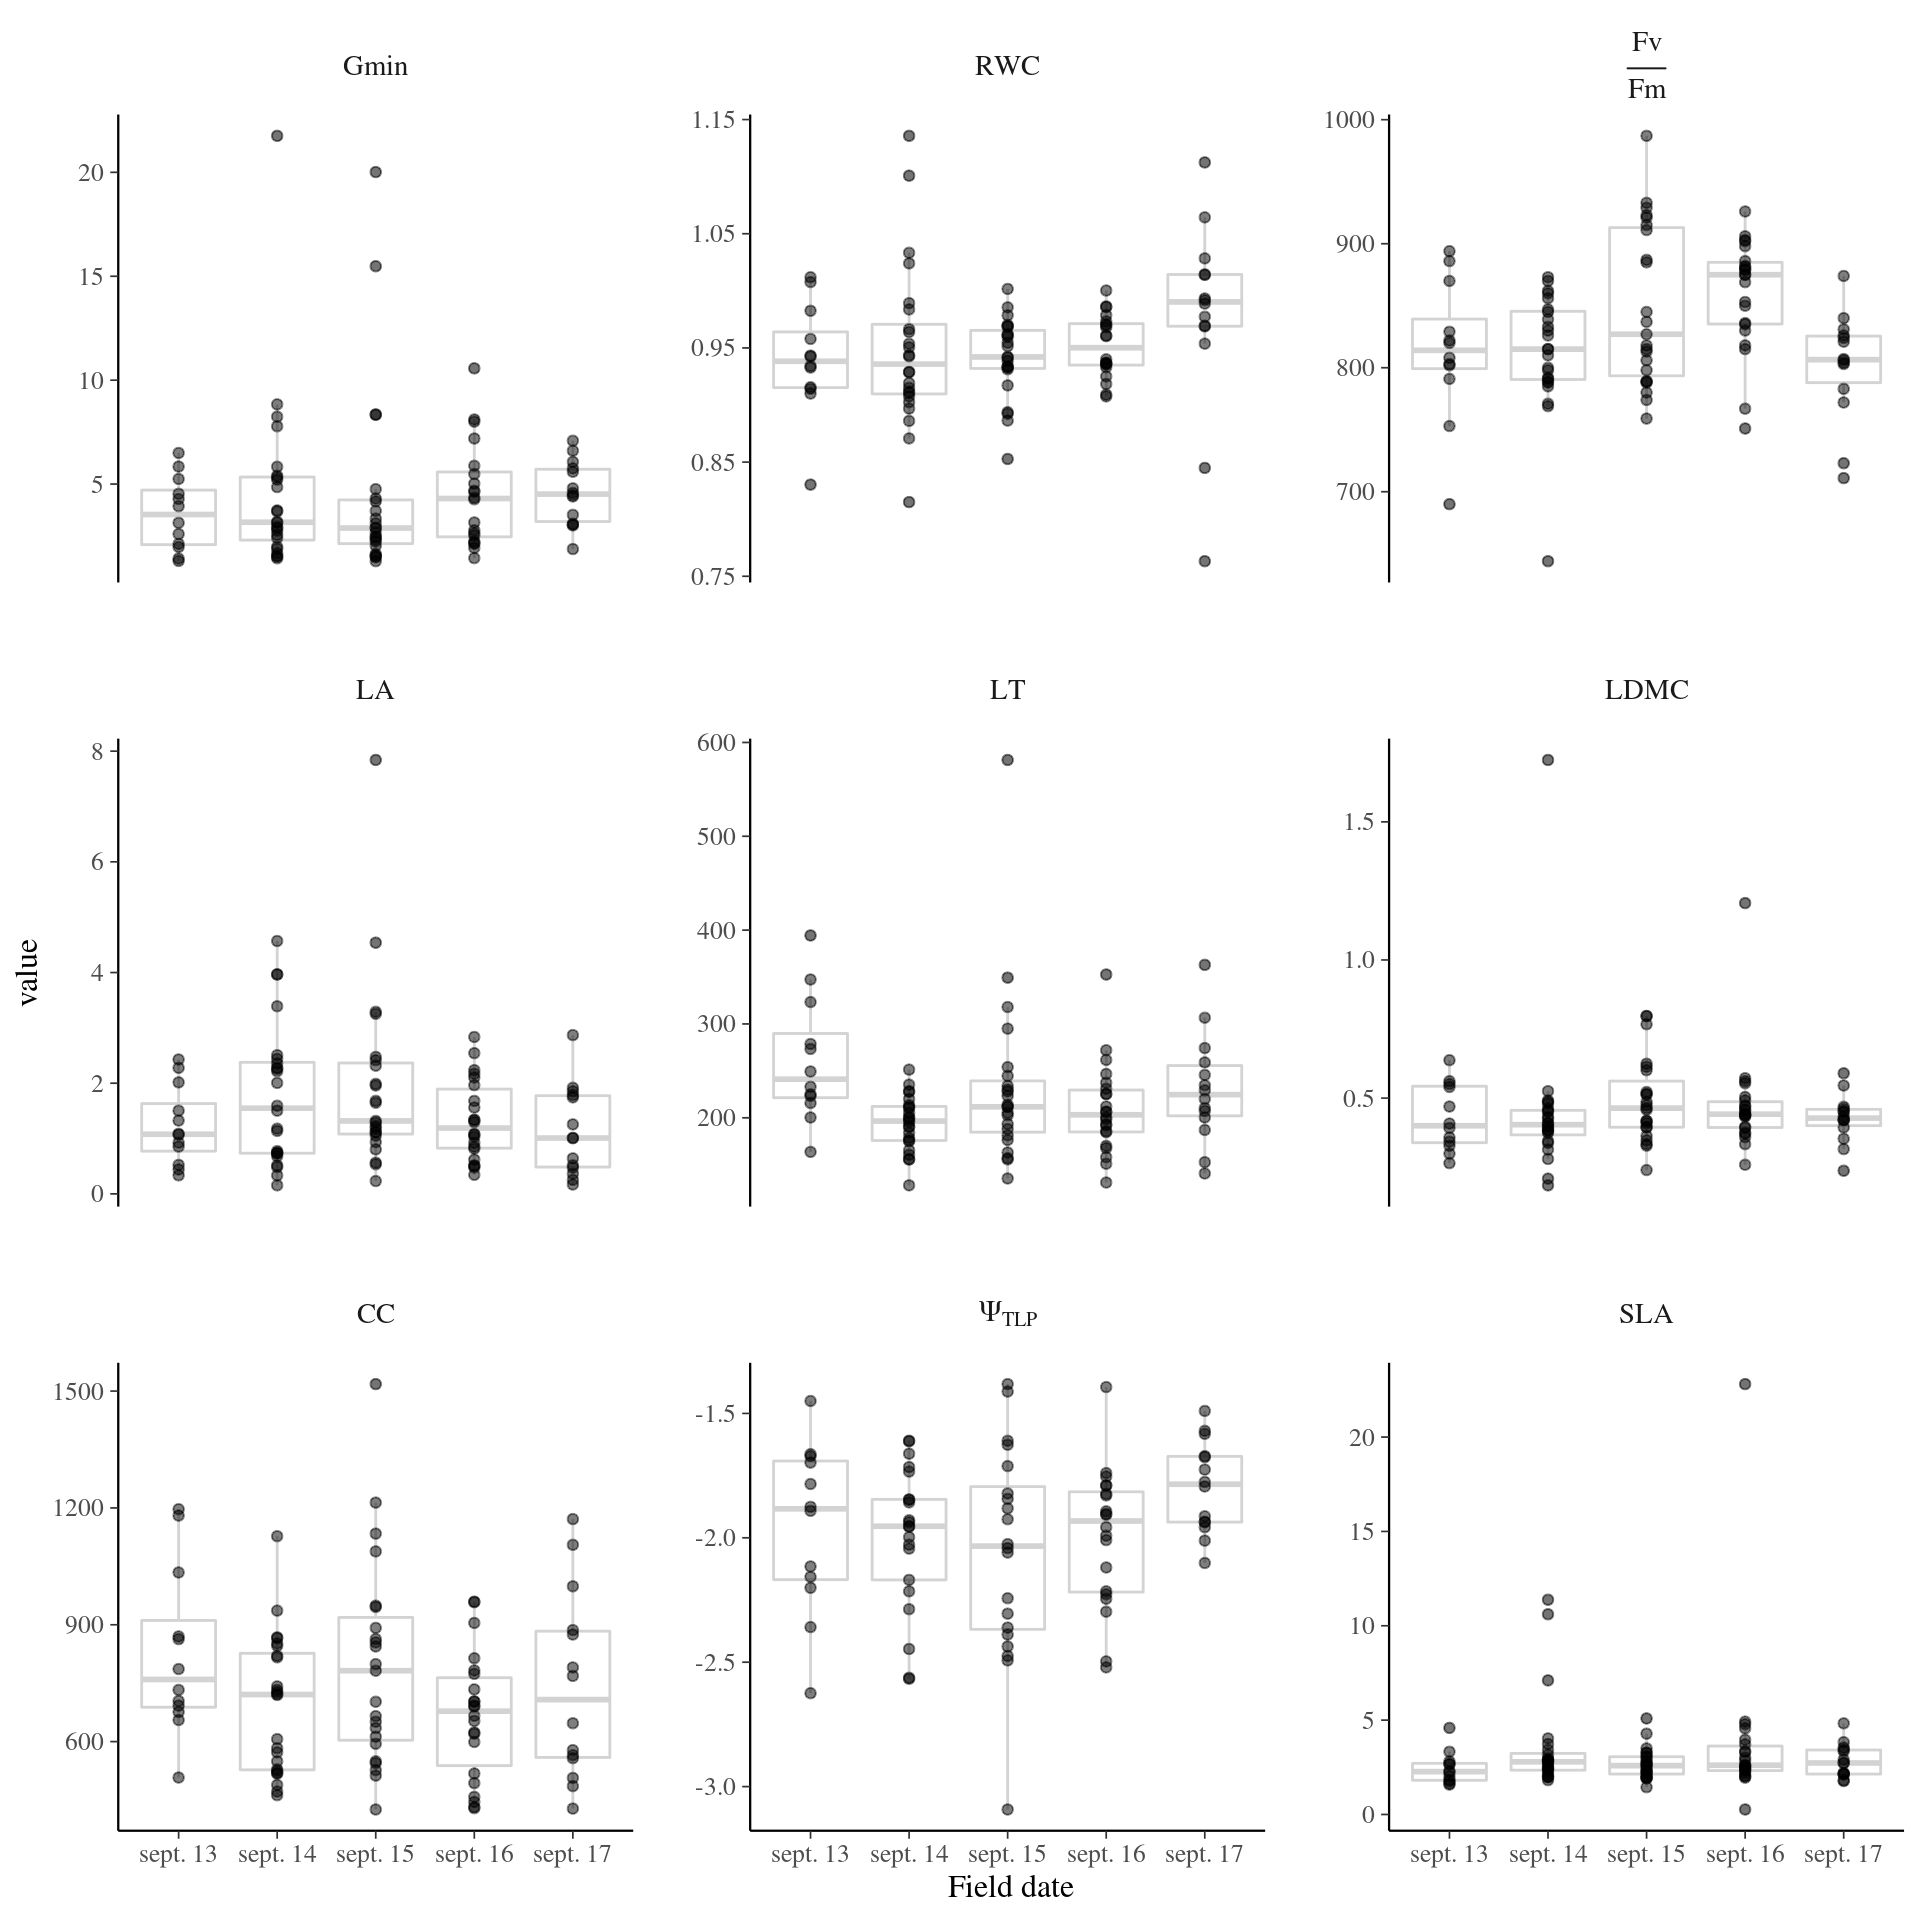 Gmin
RWC
Fv
Fm
20
15
10
5
1.15
1.05
0.95
0.85
0.75
1000
900
800
700
LA
LT
LDMC
8
6
4
2
0
600
500
400
300
200
1.5
1.0
0.5
value
CC
Ψ_TLP
SLA
1500
1200
900
600
-1.5
-2.0
-2.5
-3.0
20
15
10
5
0
sept. 13 sept. 14 sept. 15 sept. 16 sept. 17
sept. 13 sept. 14 sept. 15 sept. 16 sept. 17
sept. 13 sept. 14 sept. 15 sept. 16 sept. 17
Field date